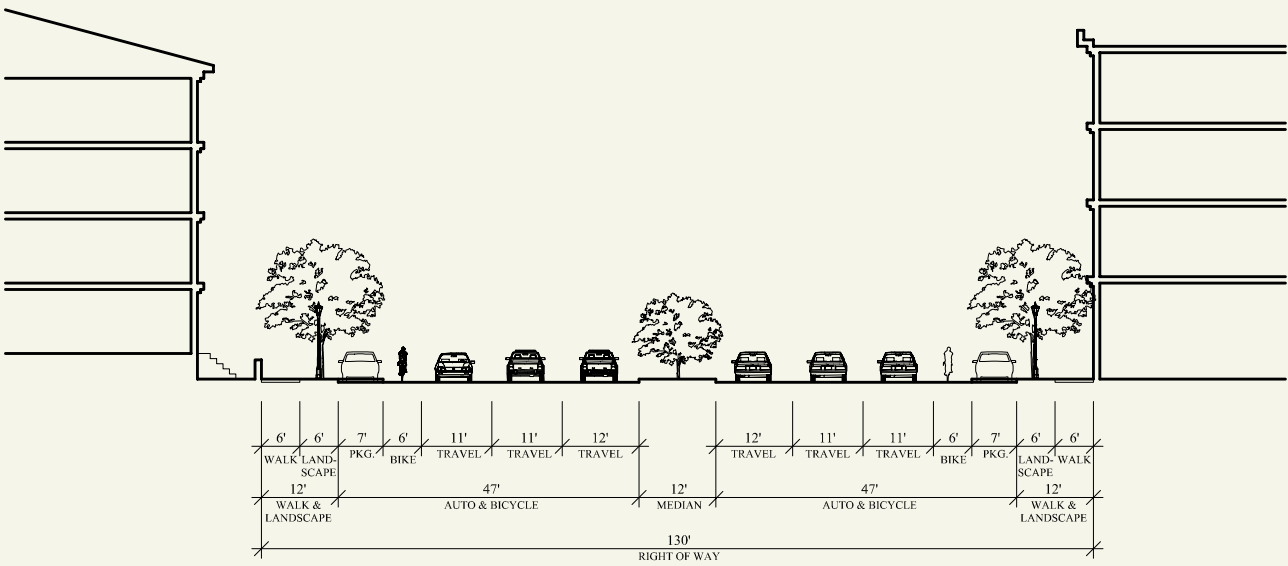 6' 6' 7' 6' 11' 11' 12' 12' 11' 11' 6' 7' 6' 6'
WALK LAND- PKG. BIKE TRAVEL TRAVEL TRAVEL TRAVEL TRAVEL TRAVEL BIKE PKG. LAND- WALK
SCAPE SCAPE
12' 47' 12' 47' 12'
WALK & AUTO & BICYCLE MEDIAN AUTO & BICYCLE WALK &
LANDSCAPE LANDSCAPE
130'
RIGHT OF WAY